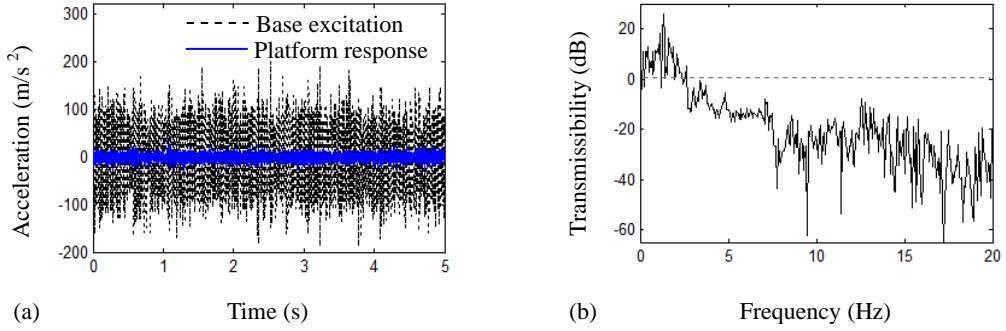 300
200
100
0
-100
-200
0 1 2 3 4 5
Base excitation
Platform response
Acceleration (m/s 2)
(a) Time (s)
20
0
-20
-40
-60
0 5 10 15 20
Transmissibility (dB)
(b) Frequency (Hz)